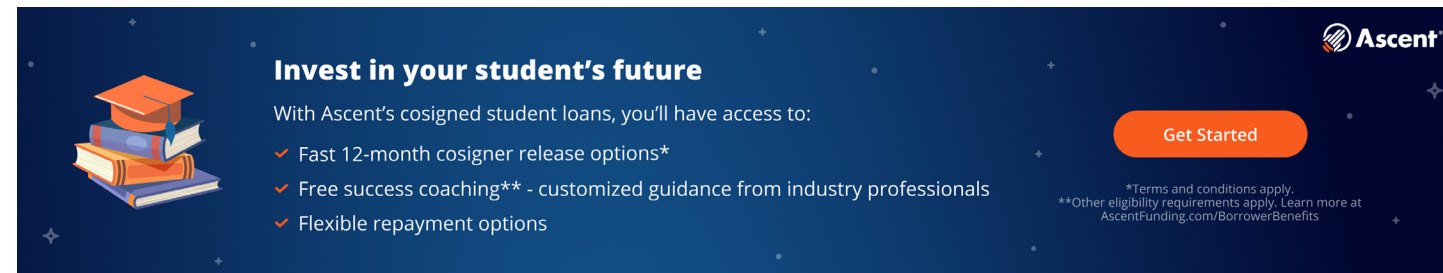 Ascent
Invest in your student's future
With Ascent's cosigned student loans, you'll have access to:
Fast 12-month cosigner release options*
Free success coaching** - customized guidance from industry professionals
Flexible repayment options
Get Started
*Terms and conditions apply.
**Other eligibility requirements apply. Learn more at
AscentFunding.com/BorrowerBenefits